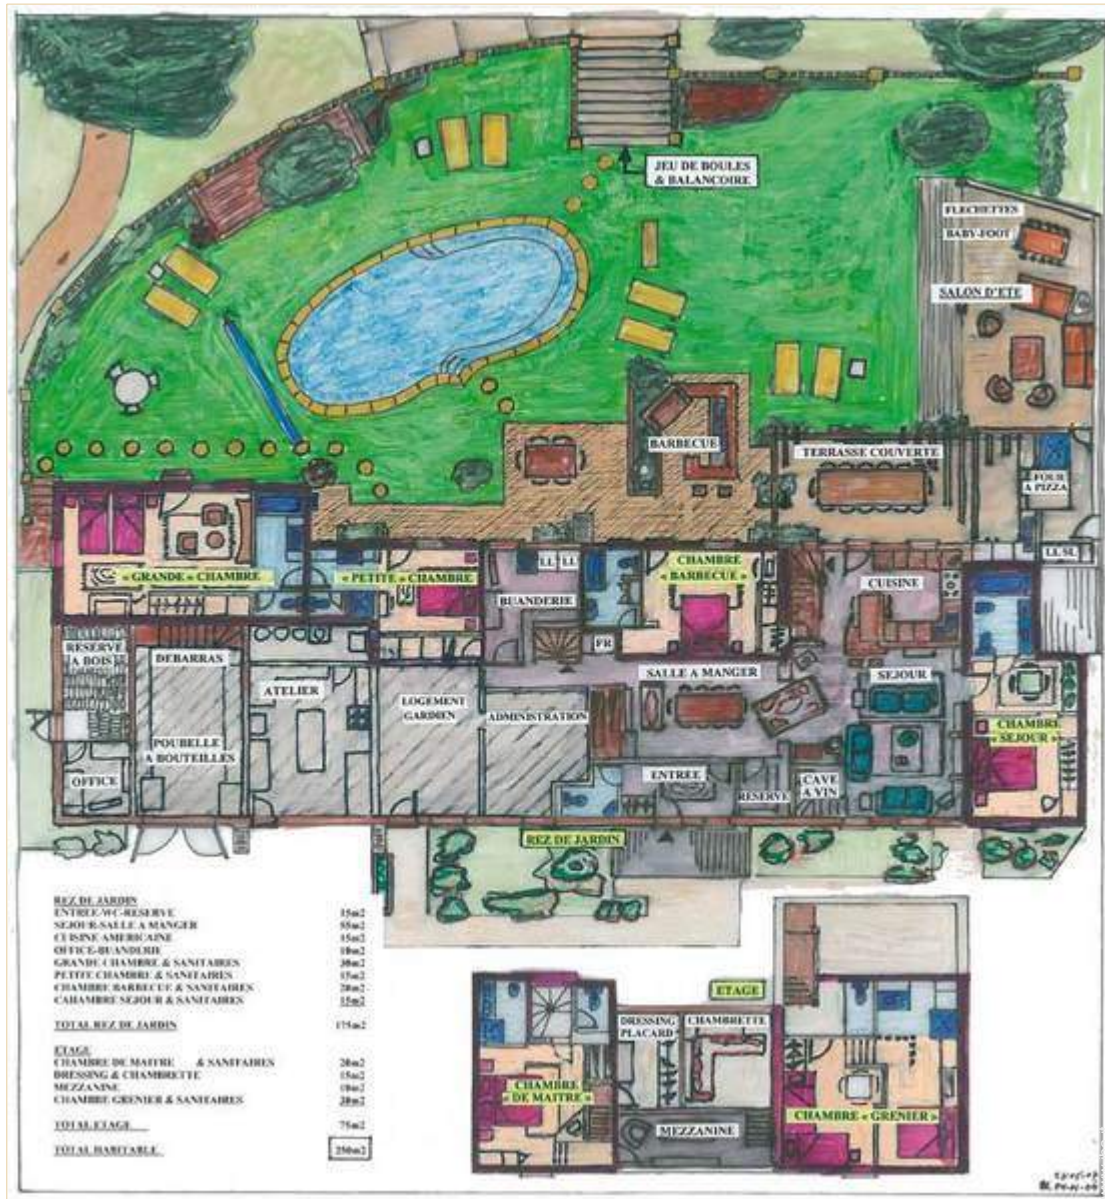 JEU DE BOULES
& BALANCOIRE
FLECHETTES
BABY-FOOT
SALON D'ETE
BARBECUE
TERRASSE COUVERTE
FOUR
A PIZZA
« GRANDE » CHAMBRE
« PETITE » CHAMBRE
LL
LL
BUANDERIE
CHAMBRE
« BARBECUE »
CUISINE
LL SL
FR
RESERVE
A BOIS
DEBARRAS
ATELIER
LOGEMENT
GARDIEN
ADMINISTRATION
SALLE A MANGER
SEJOUR
CHAMBRE
« SEJOUR »
POUBELLE
A BOUTEILLES
OFFICE
ENTREE
RESERVE
CAVE
A VIN
REZ DE JARDIN
REZ DE JARDIN
ENTREE-WC-RESERVE 15m2
SEJOUR-SALLE A MANGER 55m2
CUISINE AMERICAINE 15m2
OFFICE-BUANDERIE 10m2
GRANDE CHAMBRE & SANITAIRES 30m2
PETITE CHAMBRE & SANITAIRES 15m2
CHAMBRE BARBECUE & SANITAIRES 20m2
CAHAMBRE SEJOUR & SANITAIRES 15m2
TOTAL REZ DE JARDIN 175m2
ETAGE
CHAMBRE DE MAITRE & SANITAIRES 20m2
DRESSING & CHAMBRETTE 15m2
MEZZANINE 10m2
CHAMBRE GRENIER & SANITAIRES 30m2
TOTAL ETAGE 75m2
TOTAL HABITABLE 250m2
ETAGE
DRESSING
PLACARD
CHAMBRETTE
CHAMBRE
« DE MAITRE »
CHAMBRE « GRENIER »
MEZZANINE